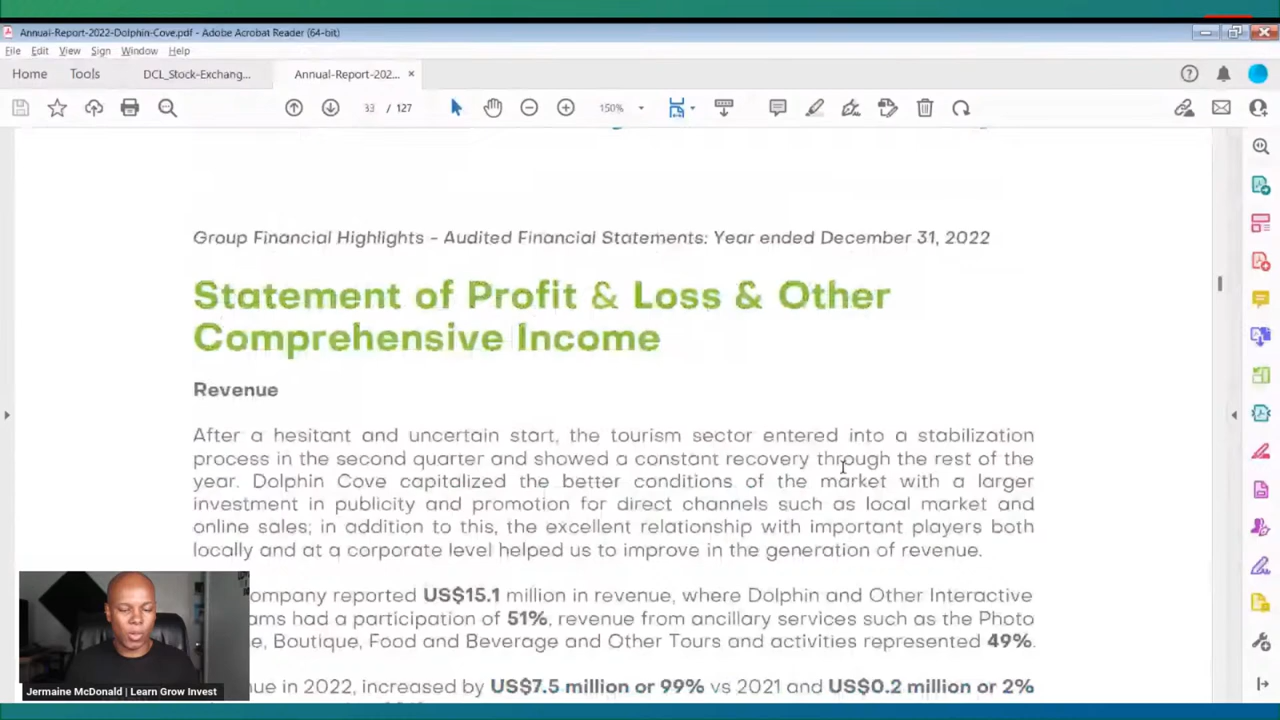 Annual-Report-2022-Dolphin-Cove.pdf - Adobe Acrobat Reader (64-bit)
File Edit View Sign Window Help
Home Tools DCL_Stock-Exchang... Annual-Report-202... ×
33 / 127 150%
Group Financial Highlights - Audited Financial Statements: Year ended December 31, 2022
Statement of Profit & Loss & Other
Comprehensive Income
Revenue
After a hesitant and uncertain start, the tourism sector entered into a stabilization
process in the second quarter and showed a constant recovery through the rest of the
year. Dolphin Cove capitalized the better conditions of the market with a larger
investment in publicity and promotion for direct channels such as local market and
online sales; in addition to this, the excellent relationship with important players both
locally and at a corporate level helped us to improve in the generation of revenue.
ompany reported US$15.1 million in revenue, where Dolphin and Other Interactive
ams had a participation of 51%, revenue from ancillary services such as the Photo
e, Boutique, Food and Beverage and Other Tours and activities represented 49%.
ue in 2022, increased by US$7.5 million or 99% vs 2021 and US$0.2 million or 2%
Jermaine McDonald | Learn Grow Invest